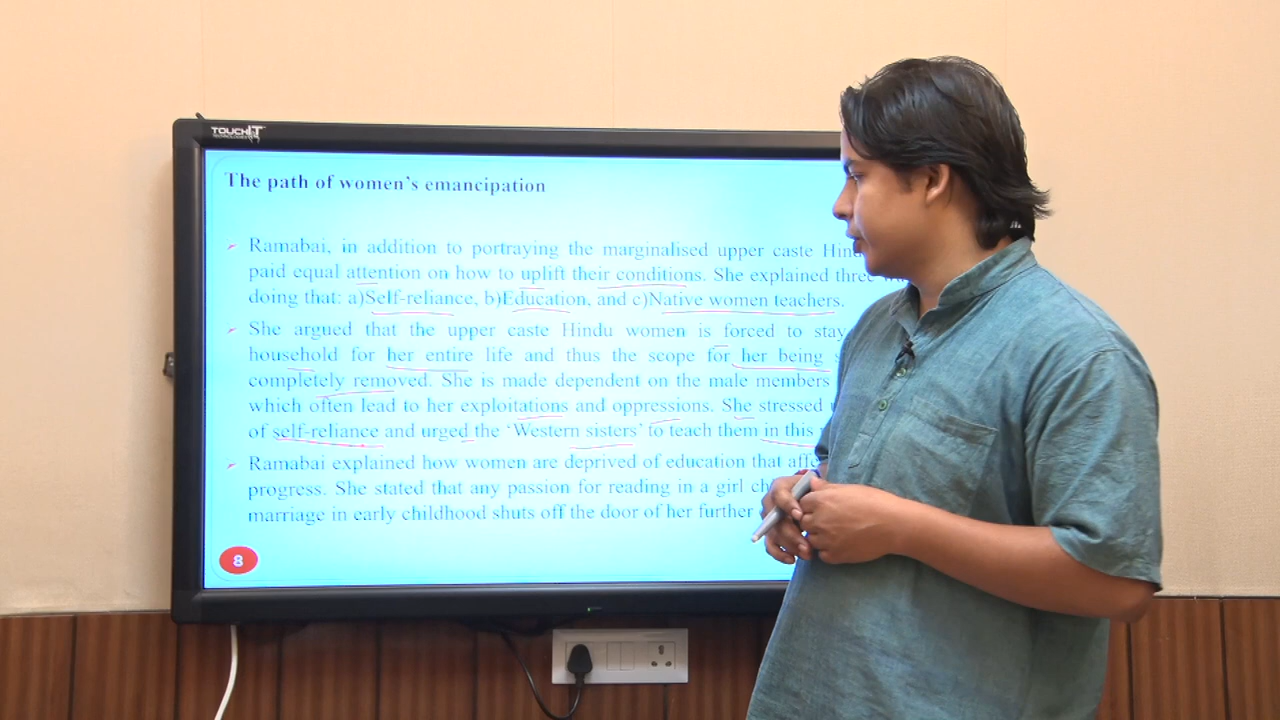 TOUCHIT
TECHNOLOGIES
The path of women's emancipation
➢ Ramabai, in addition to portraying the marginalised upper caste
paid equal attention on how to uplift their conditions. She explained three
doing that: a)Self-reliance, b)Education, and c)Native women teachers.
➢ She argued that the upper caste Hindu women is forced to stay
household for her entire life and thus the scope for her being
completely removed. She is made dependent on the male members
which often lead to her exploitations and oppressions. She stressed
of self-reliance and urged the ‘Western sisters’ to teach them in this
➢ Ramabai explained how women are deprived of education that
progress. She stated that any passion for reading in a girl
marriage in early childhood shuts off the door of her further
8